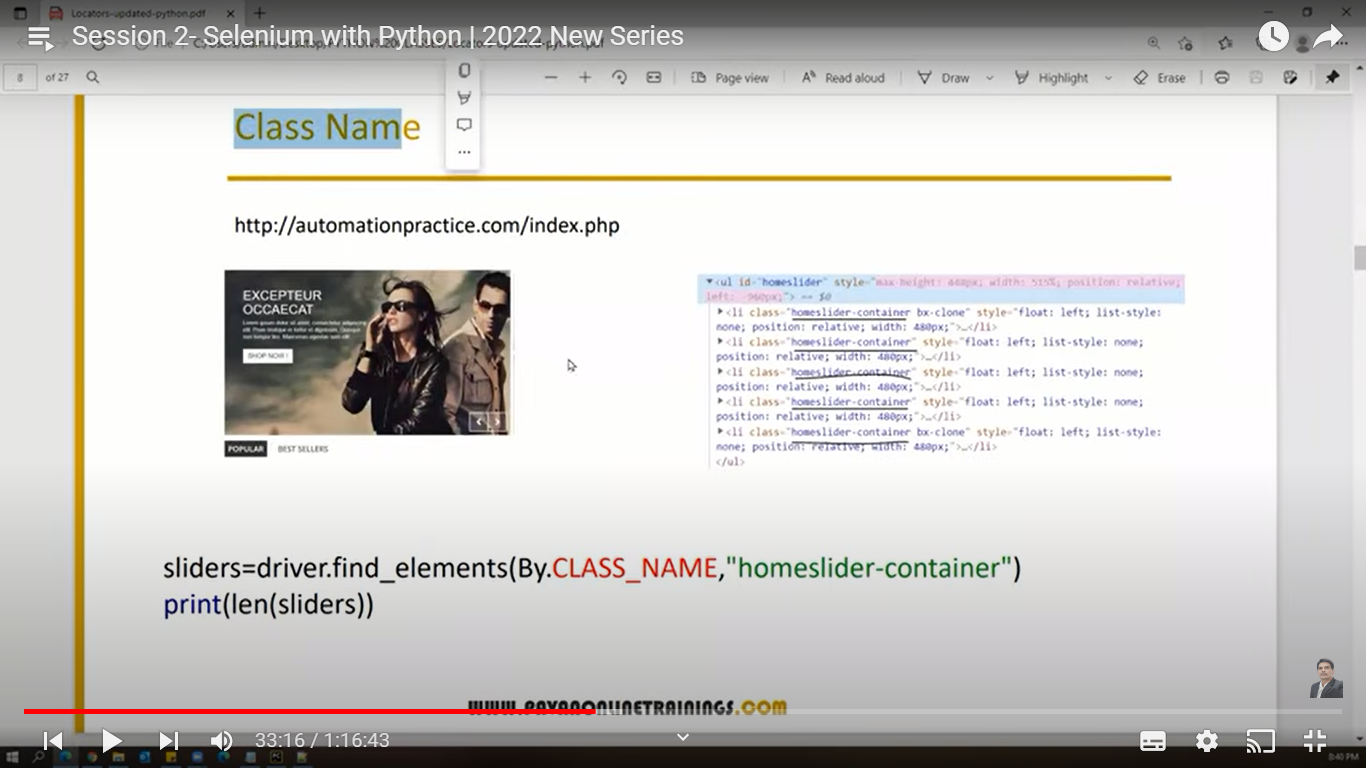 Locators-updated-python.pdf
Session 2- Selenium with Python | 2022 New Series
8 of 27
Page view
Read aloud
Draw
Highlight
Erase
Class Name
http://automationpractice.com/index.php
EXCEPTEUR
OCCAECAT
SHOP NOW !
POPULAR BEST SELLERS
<ul id="homeslider" style="max-height: 448px; width: 515%; position: relative;
left: -960px;"> == $0
<li class="homeslider-container bx-clone" style="float: left; list-style:
none; position: relative; width: 480px;">…</li>
<li class="homeslider-container" style="float: left; list-style: none;
position: relative; width: 480px;">…</li>
<li class="homeslider-container" style="float: left; list-style: none;
position: relative; width: 480px;">…</li>
<li class="homeslider-container" style="float: left; list-style: none;
position: relative; width: 480px;">…</li>
<li class="homeslider-container bx-clone" style="float: left; list-style:
none; position: relative; width: 480px;">…</li>
</ul>
sliders=driver.find_elements(By.CLASS_NAME,"homeslider-container")
print(len(sliders))
WWW.PAVANONLINETRAININGS.COM
33:16 / 1:16:43
8:40 PM